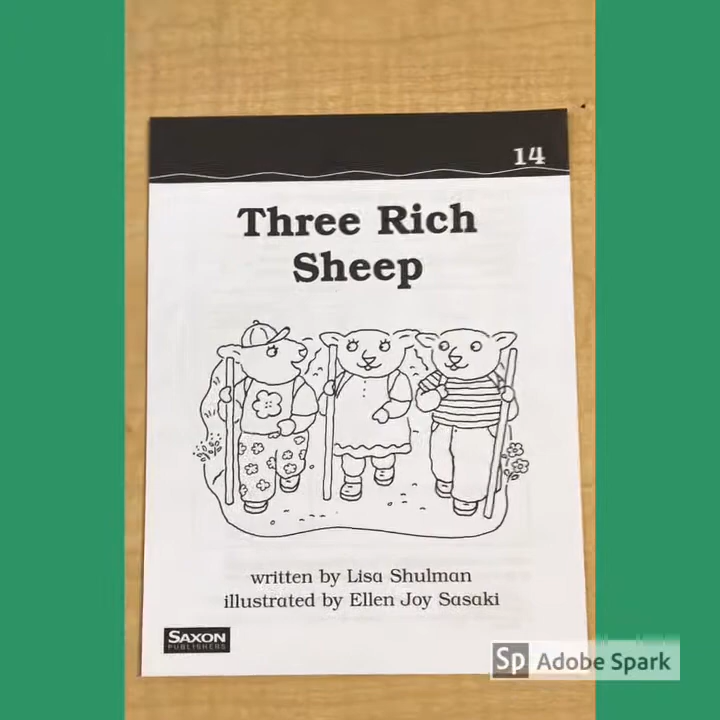 14
Three Rich
Sheep
written by Lisa Shulman
illustrated by Ellen Joy Sasaki
SAXON
PUBLISHERS
Sp Adobe Spark